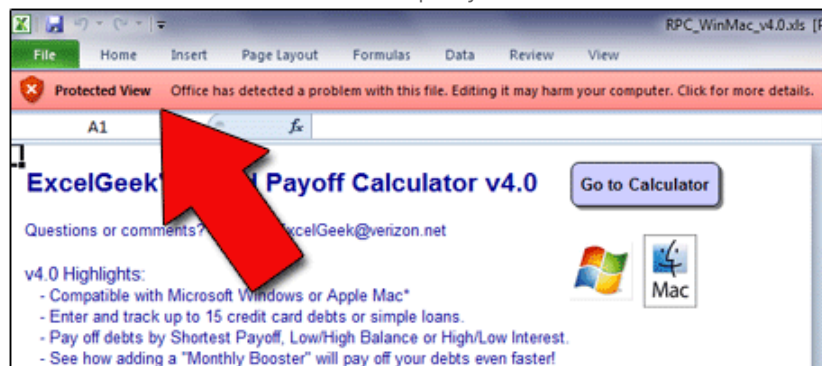 RPC_WinMac_v4.0.xls [P
File Home Insert Page Layout Formulas Data Review View
Protected View Office has detected a problem with this file. Editing it may harm your computer. Click for more details.
A1 fx
ExcelGeek Payoff Calculator v4.0
Go to Calculator
Questions or comments? ExcelGeek@verizon.net
v4.0 Highlights:
- Compatible with Microsoft Windows or Apple Mac*
- Enter and track up to 15 credit card debts or simple loans.
- Pay off debts by Shortest Payoff, Low/High Balance or High/Low Interest.
- See how adding a "Monthly Booster" will pay off your debts even faster!
Mac